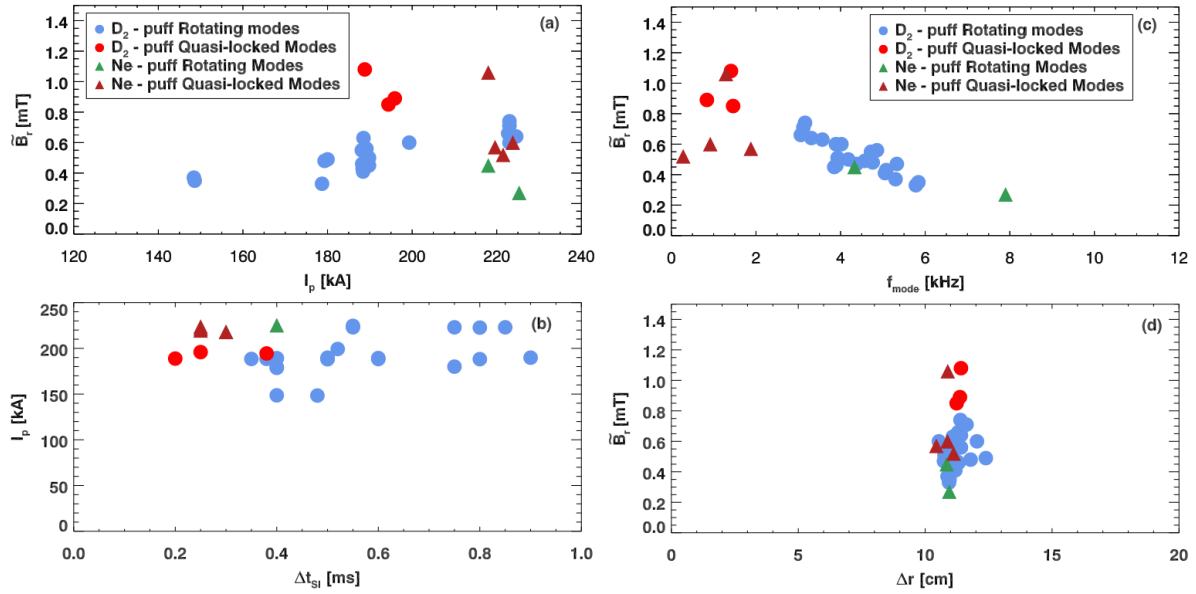 1.4
1.2
1.0
0.8
0.6
0.4
0.2
0.0
B̃r [mT]
D2 - puff Rotating modes
D2 - puff Quasi-locked Modes
Ne - puff Rotating Modes
Ne - puff Quasi-locked Modes
(a)
120 140 160 180 200 220 240
Ip [kA]
1.4
1.2
1.0
0.8
0.6
0.4
0.2
0.0
B̃r [mT]
D2 - puff Rotating modes
D2 - puff Quasi-locked Modes
Ne - puff Rotating Modes
Ne - puff Quasi-locked Modes
(c)
0 2 4 6 8 10 12
fmode [kHz]
250
200
150
100
50
0
Ip [kA]
(b)
0.0 0.2 0.4 0.6 0.8 1.0
ΔtSI [ms]
1.4
1.2
1.0
0.8
0.6
0.4
0.2
0.0
B̃r [mT]
(d)
0 5 10 15 20
Δr [cm]